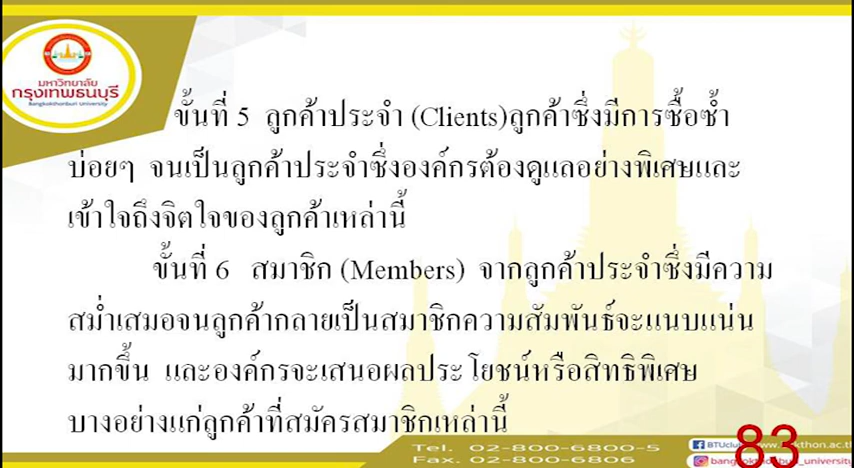 มหาวิทยาลัย
กรุงเทพธนบุรี
Bangkokthonburi University
ขั้นที่ 5 ลูกค้าประจำ (Clients)ลูกค้าซึ่งมีการซื้อซ้ำ
บ่อยๆ จนเป็นลูกค้าประจำซึ่งองค์กรต้องดูแลอย่างพิเศษและ
เข้าใจถึงจิตใจของลูกค้าเหล่านี้
ขั้นที่ 6 สมาชิก (Members) จากลูกค้าประจำซึ่งมีความ
สม่ำเสมอจนลูกค้ากลายเป็นสมาชิกความสัมพันธ์จะแนบแน่น
มากขึ้น และองค์กรจะเสนอผลประโยชน์หรือสิทธิพิเศษ
บางอย่างแก่ลูกค้าที่สมัครสมาชิกเหล่านี้
Tel. 02-800-6800-5
Fax. 02-800-6806
83